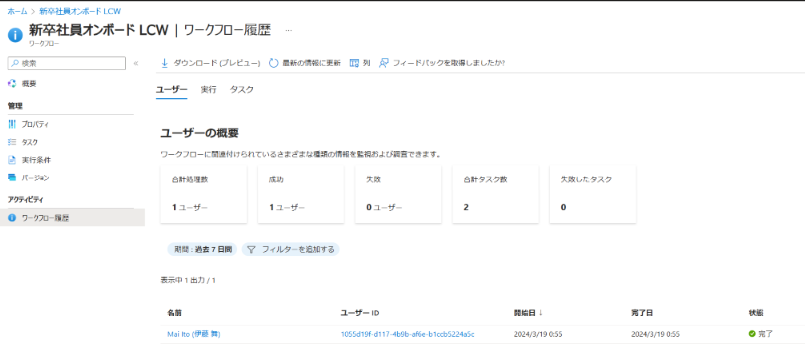 ホーム > 新卒社員オンボード LCW
新卒社員オンボード LCW | ワークフロー履歴 …
ワークフロー
検索 «
ダウンロード (プレビュー) 最新の情報に更新 列 フィードバックを取得しましたか?
概要
管理
プロパティ
タスク
実行条件
バージョン
アクティビティ
ワークフロー履歴
ユーザー 実行 タスク
ユーザーの概要
ワークフローに関連付けられているさまざまな種類の情報を監視および調査できます。
合計処理数 成功 失敗 合計タスク数 失敗したタスク
1 ユーザー 1 ユーザー 0 ユーザー 2 0
期間 : 過去 7 日間 フィルターを追加する
表示中 1 出力 / 1
名前 ユーザー ID 開始日 ↓ 完了日 状態
Mai Ito (伊藤 舞) 1055d19f-d117-4b9b-af6e-b1ccb5224a5c 2024/3/19 0:55 2024/3/19 0:55 完了